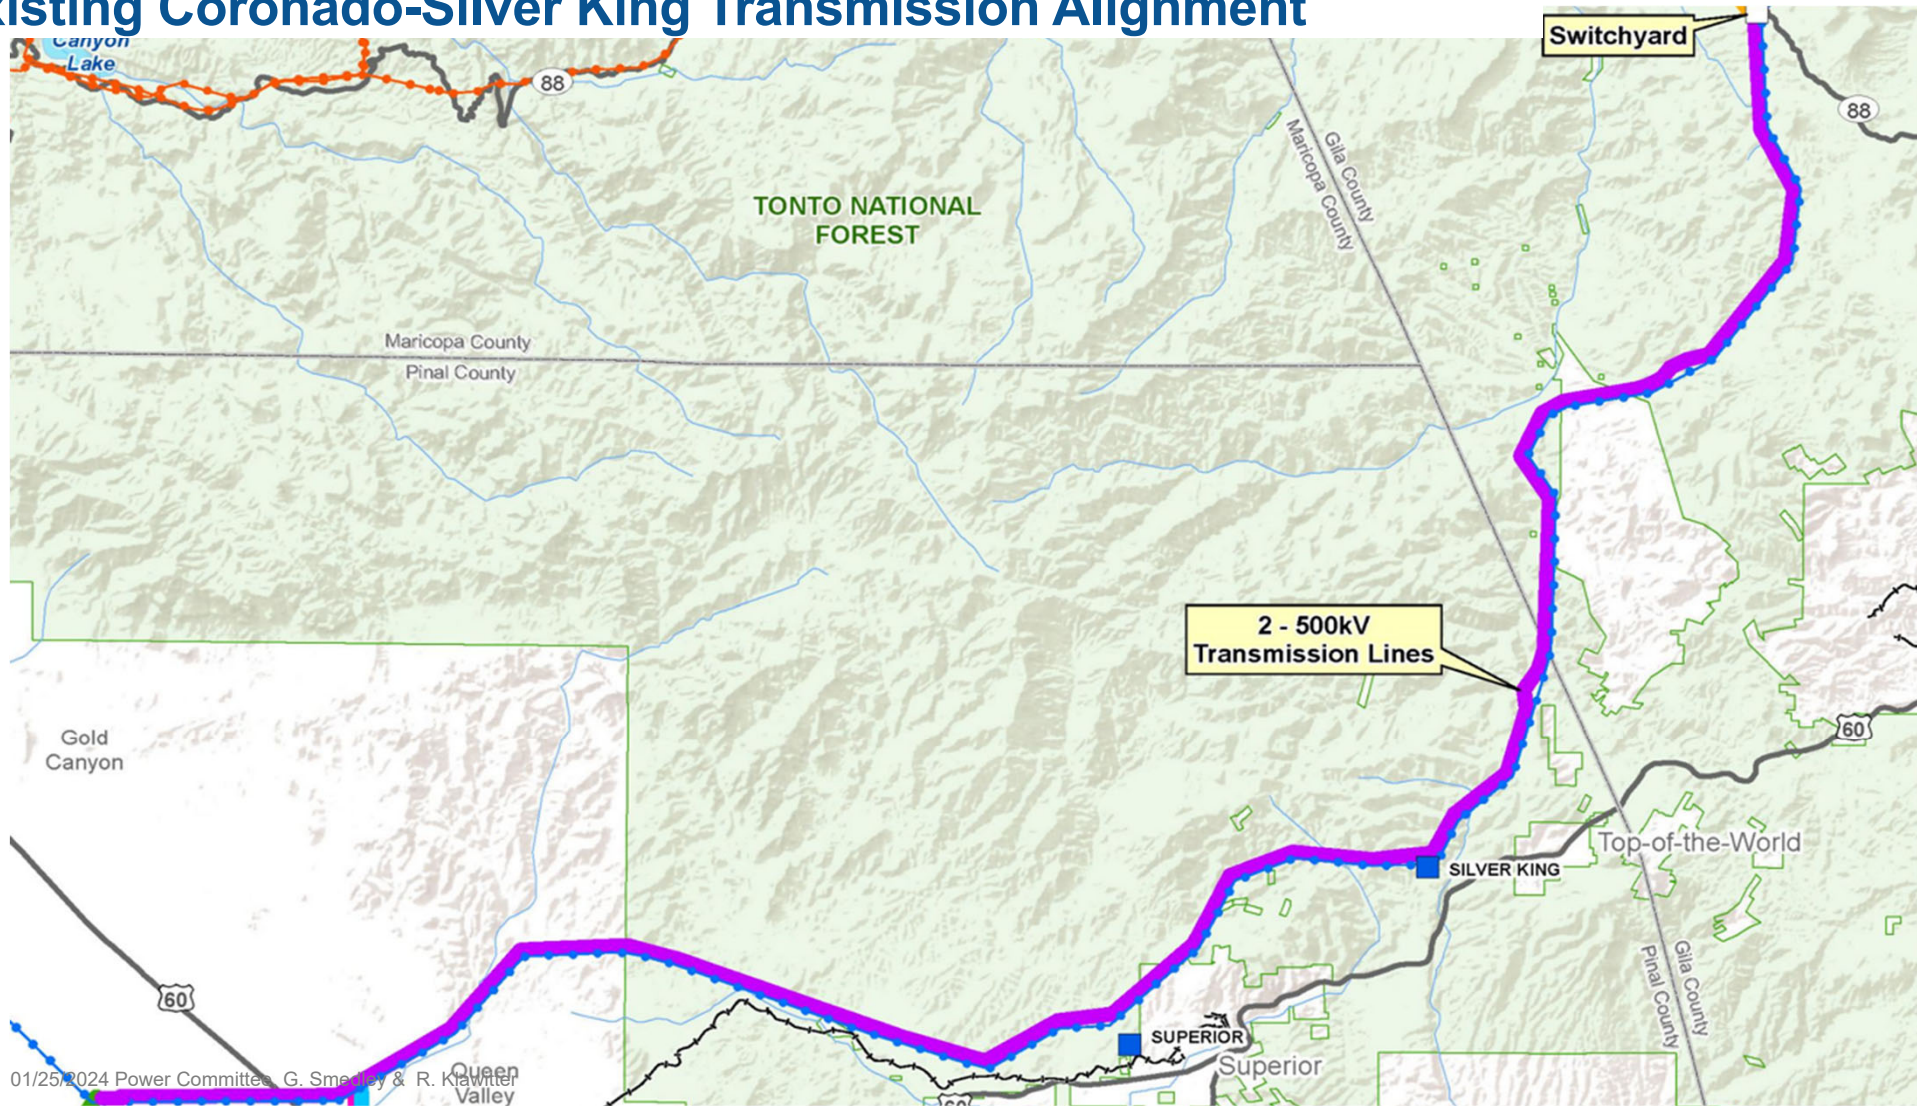 xisting Coronado-Silver King Transmission Alignment
Switchyard
Canyon
Lake
88
88
Gila County
Maricopa County
TONTO NATIONAL
FOREST
Maricopa County
Pinal County
2 - 500kV
Transmission Lines
60
Gold
Canyon
Top-of-the-World
SILVER KING
Gila County
Pinal County
60
SUPERIOR
Superior
Queen
Valley
01/25/2024 Power Committee, G. Smedley & R. Klawitter
60